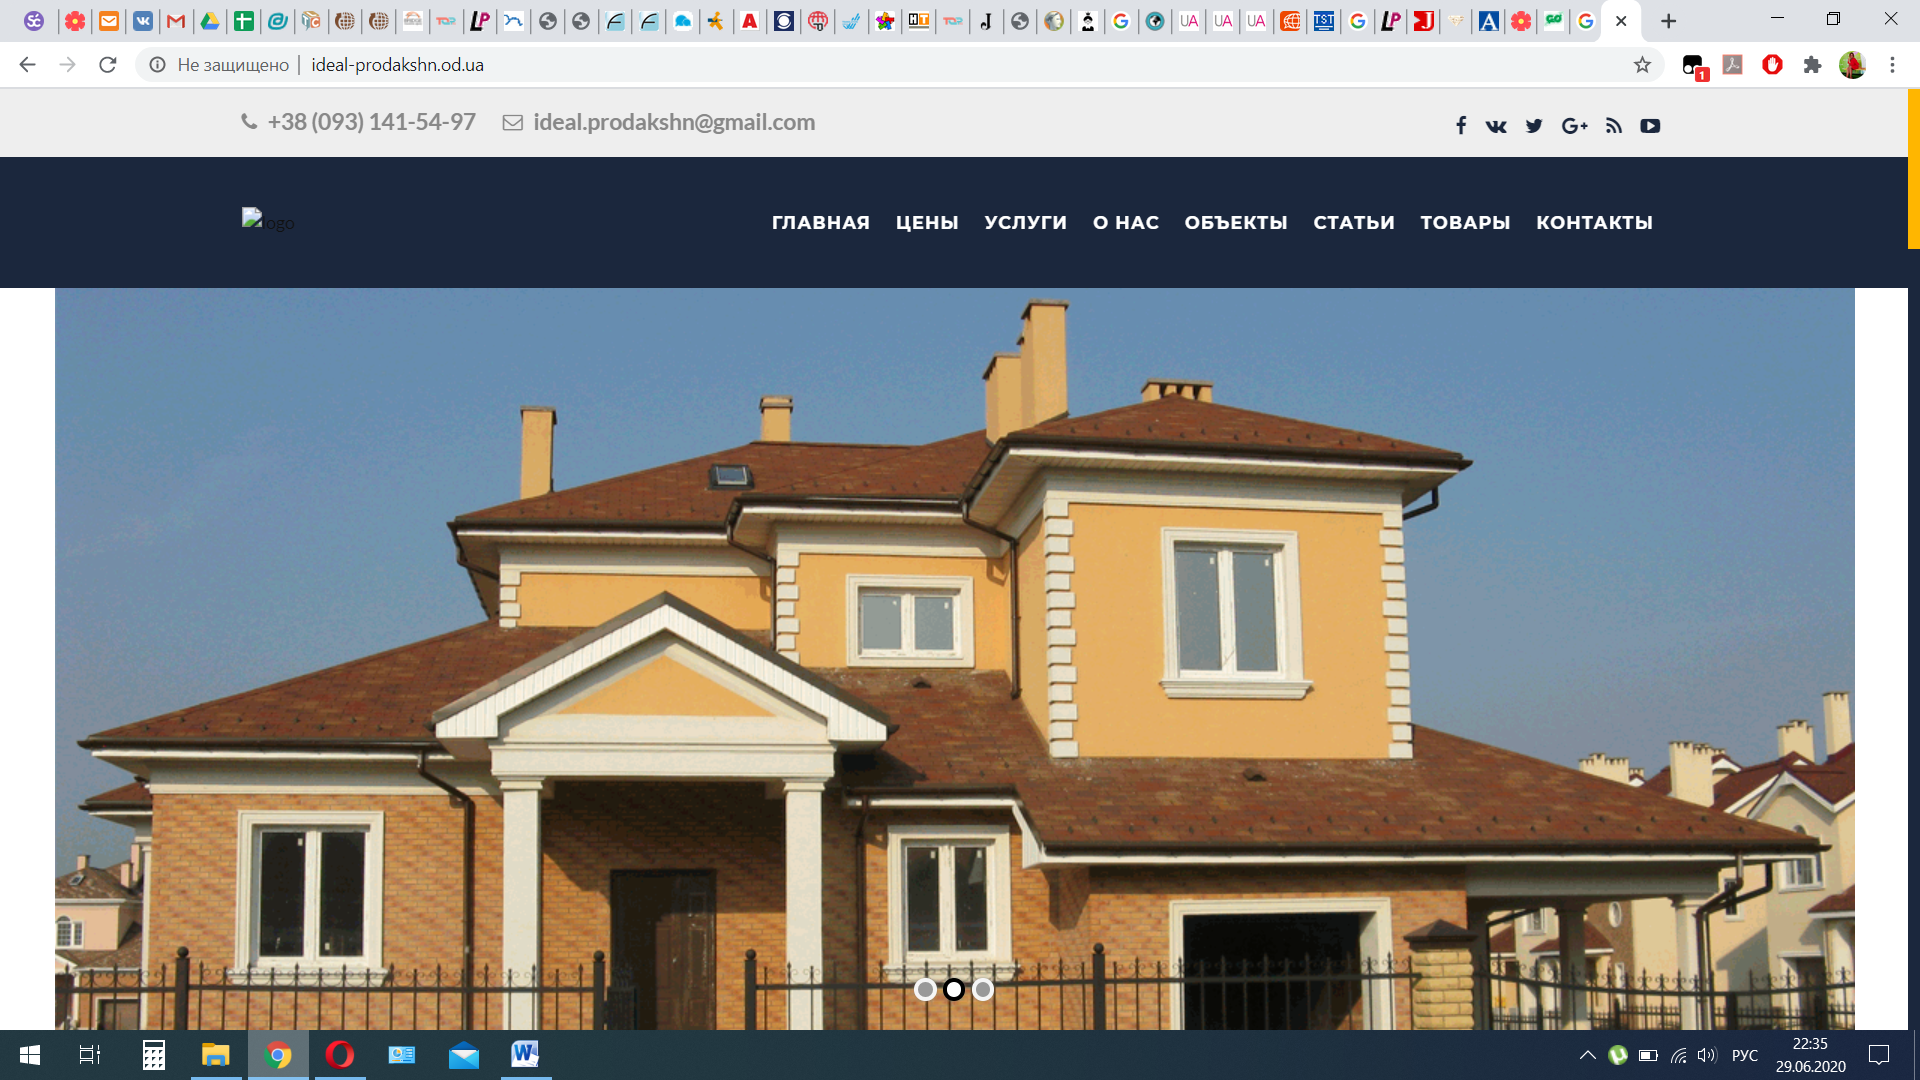 Не защищено | ideal-prodakshn.od.ua
1
+38 (093) 141-54-97 ideal.prodakshn@gmail.com
logo
ГЛАВНАЯ ЦЕНЫ УСЛУГИ О НАС ОБЪЕКТЫ СТАТЬИ ТОВАРЫ КОНТАКТЫ
РУС
22:35
29.06.2020